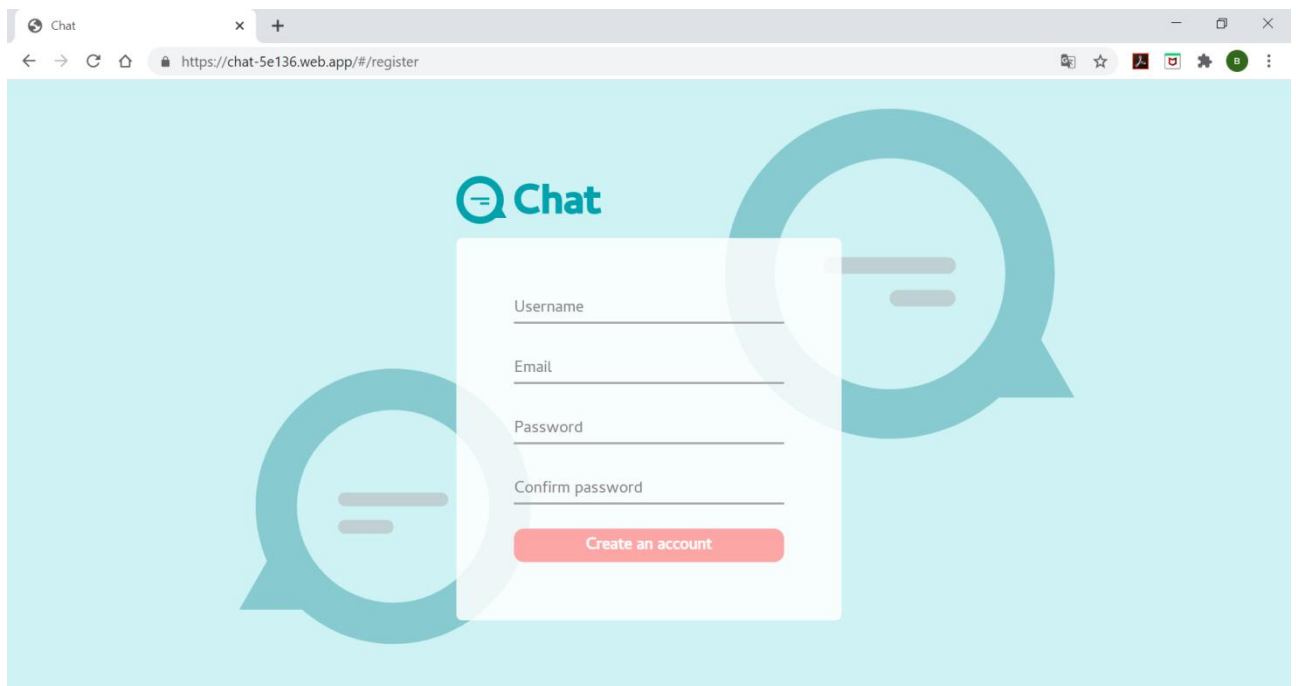 Chat
https://chat-5e136.web.app/#/register
B
Chat
Username
Email
Password
Confirm password
Create an account